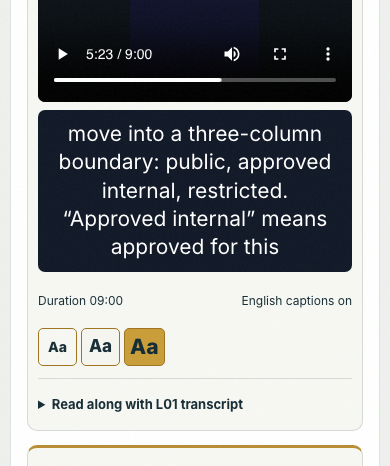 5:23 / 9:00
move into a three-column
boundary: public, approved
internal, restricted.
“Approved internal” means
approved for this
Duration 09:00 English captions on
Aa Aa Aa
Read along with L01 transcript